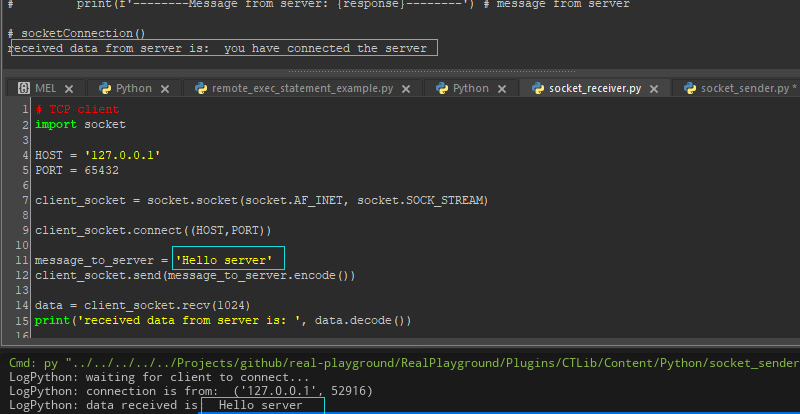 #         print(f'--------Message from server: {response}--------') # message from server
# socketConnection()
received data from server is:  you have connected the server
MEL Python remote_exec_statement_example.py Python socket_receiver.py socket_sender.py *
1 # TCP client
2 import socket
3
4 HOST = '127.0.0.1'
5 PORT = 65432
6
7 client_socket = socket.socket(socket.AF_INET, socket.SOCK_STREAM)
8
9 client_socket.connect((HOST,PORT))
10
11 message_to_server = 'Hello server'
12 client_socket.send(message_to_server.encode())
13
14 data = client_socket.recv(1024)
15 print('received data from server is: ', data.decode())
16
Cmd: py "../../../../../Projects/github/real-playground/RealPlayground/Plugins/CTLib/Content/Python/socket_sender
LogPython: waiting for client to connect...
LogPython: connection is from:  ('127.0.0.1', 52916)
LogPython: data received is   Hello server